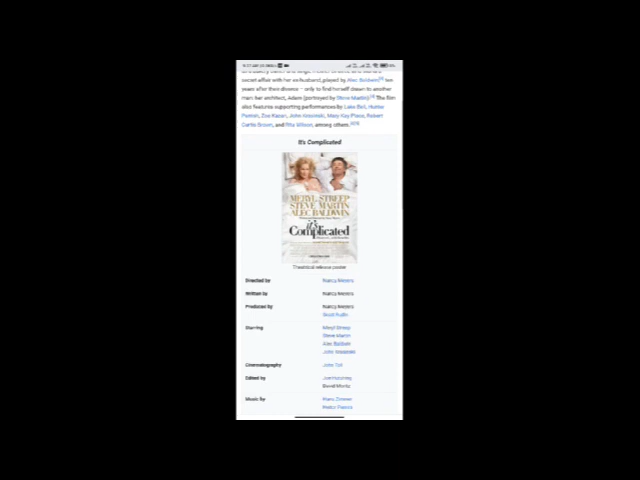 secret affair with her ex-husband, played by Alec Baldwin
years after their divorce – only to find herself drawn to another
man: her architect, Adam (portrayed by Steve Martin). The film
also features supporting performances by Lake Bell, Hunter
Parrish, Zoe Kazan, John Krasinski, Mary Kay Place, Robert
Curtis Brown, and Rita Wilson, among others.
It's Complicated
MERYL STREEP
STEVE MARTIN
ALEC BALDWIN
it's
Complicated
Theatrical release poster
Directed by Nancy Meyers
Written by Nancy Meyers
Produced by Nancy Meyers
Scott Rudin
Starring Meryl Streep
Steve Martin
Alec Baldwin
John Krasinski
Cinematography John Toll
Edited by Joe Hutshing
David Moritz
Music by Hans Zimmer
Heitor Pereira